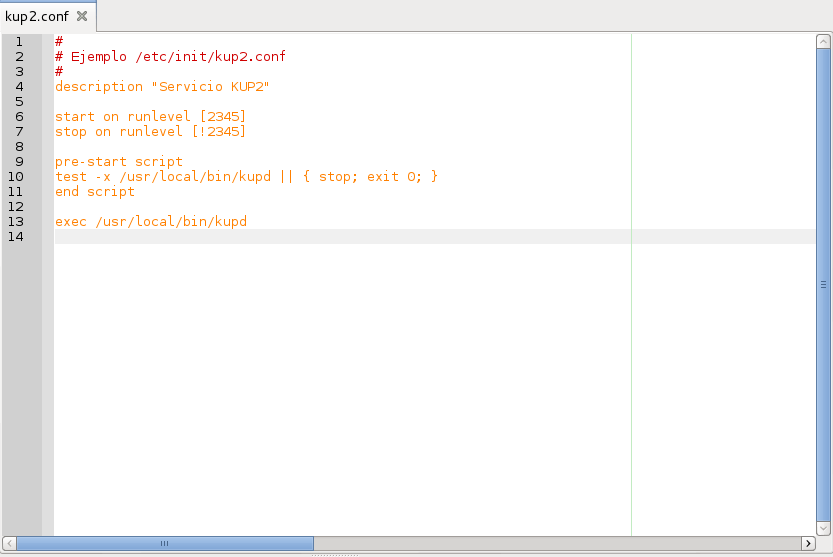 kup2.conf
1 #
2 # Ejemplo /etc/init/kup2.conf
3 #
4 description "Servicio KUP2"
5
6 start on runlevel [2345]
7 stop on runlevel [!2345]
8
9 pre-start script
10 test -x /usr/local/bin/kupd || { stop; exit 0; }
11 end script
12
13 exec /usr/local/bin/kupd
14